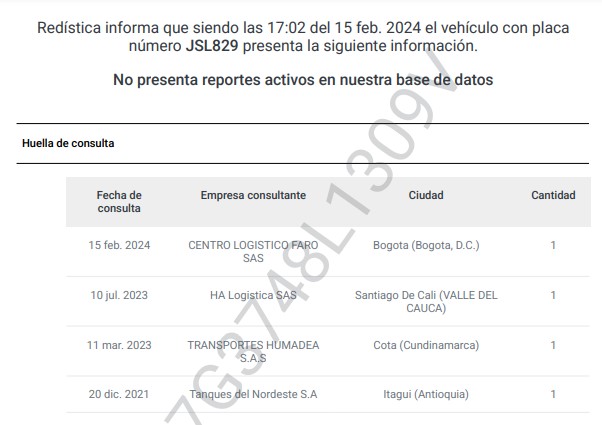 Redística informa que siendo las 17:02 del 15 feb. 2024 el vehículo con placa
número JSL829 presenta la siguiente información.
No presenta reportes activos en nuestra base de datos
Huella de consulta
Fecha de consulta Empresa consultante Ciudad Cantidad
15 feb. 2024 CENTRO LOGISTICO FARO SAS Bogota (Bogota, D.C.) 1
10 jul. 2023 HA Logistica SAS Santiago De Cali (VALLE DEL CAUCA) 1
11 mar. 2023 TRANSPORTES HUMADEA S.A.S Cota (Cundinamarca) 1
20 dic. 2021 Tanques del Nordeste S.A Itagui (Antioquia) 1
7G3748L1309V